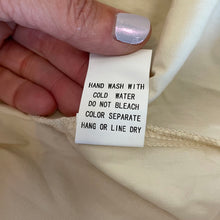 HAND WASH WITH
COLD WATER
DO NOT BLEACH
COLOR SEPARATE
HANG OR LINE DRY